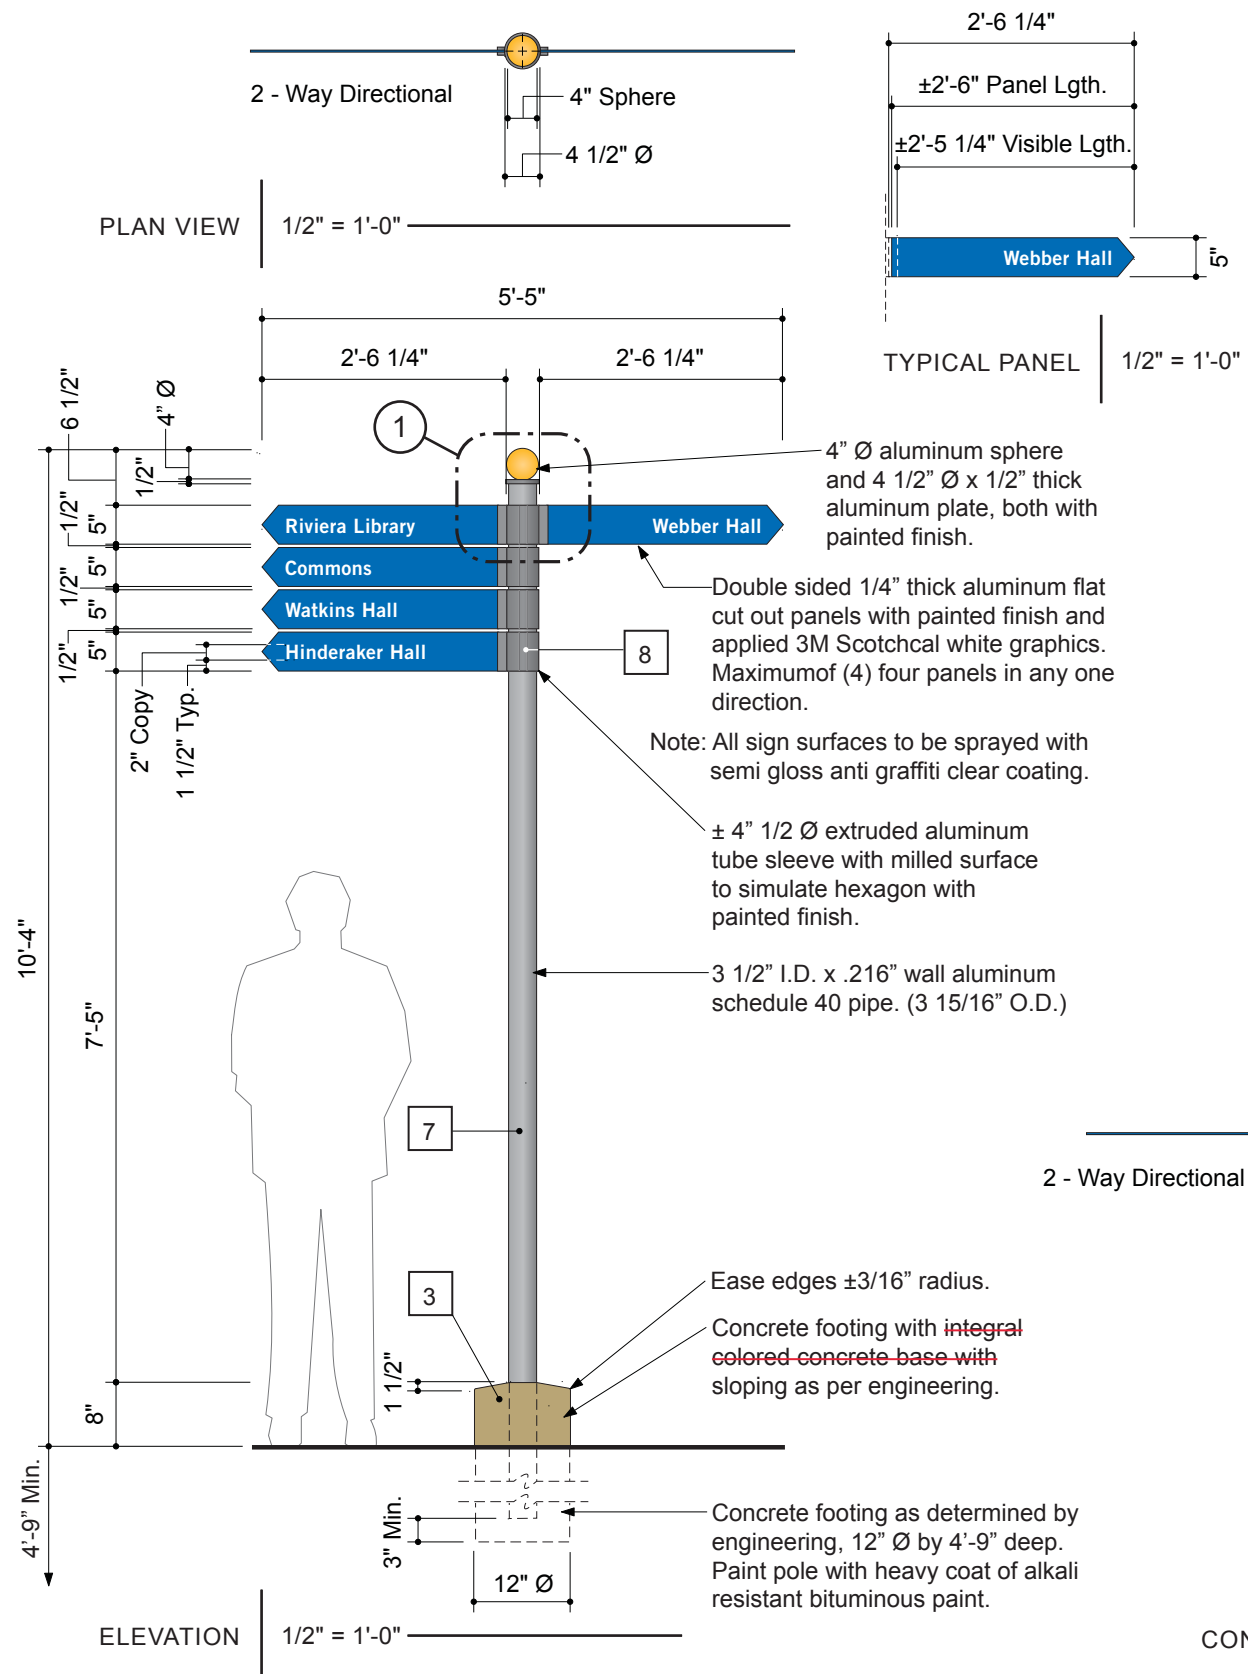 2 - Way Directional
4" Sphere
4 1/2" Ø
PLAN VIEW
1/2" = 1'-0"
2'-6 1/4"
±2'-6" Panel Lgth.
±2'-5 1/4" Visible Lgth.
Webber Hall
5"
TYPICAL PANEL
1/2" = 1'-0"
5'-5"
2'-6 1/4"
2'-6 1/4"
6 1/2"
4” Ø
1/2"
1
1/2"
5"
1/2"
5"
1/2"
5"
1/2"
5"
2" Copy
1 1/2" Typ.
Riviera Library
Webber Hall
Commons
Watkins Hall
Hinderaker Hall
8
4” Ø aluminum sphere
and 4 1/2” Ø x 1/2” thick
aluminum plate, both with
painted finish.
Double sided 1/4” thick aluminum flat
cut out panels with painted finish and
applied 3M Scotchcal white graphics.
Maximumof (4) four panels in any one
direction.
Note: All sign surfaces to be sprayed with
semi gloss anti graffiti clear coating.
± 4” 1/2 Ø extruded aluminum
tube sleeve with milled surface
to simulate hexagon with
painted finish.
10'-4"
7'-5"
3 1/2” I.D. x .216” wall aluminum
schedule 40 pipe. (3 15/16” O.D.)
7
2 - Way Directional
3
Ease edges ±3/16” radius.
Concrete footing with integral
colored concrete base with
sloping as per engineering.
1 1/2"
8"
4'-9” Min.
3" Min.
12" Ø
Concrete footing as determined by
engineering, 12” Ø by 4’-9” deep.
Paint pole with heavy coat of alkali
resistant bituminous paint.
ELEVATION
1/2" = 1'-0"
CON